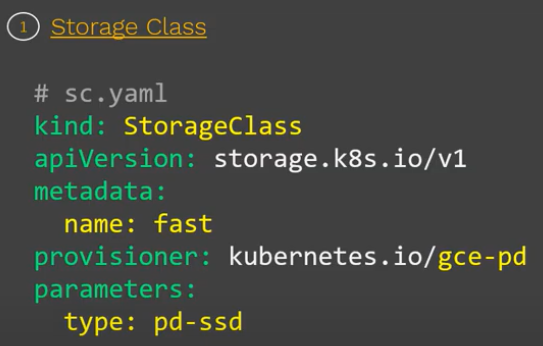 1 Storage Class
# sc.yaml
kind: StorageClass
apiVersion: storage.k8s.io/v1
metadata:
  name: fast
provisioner: kubernetes.io/gce-pd
parameters:
  type: pd-ssd